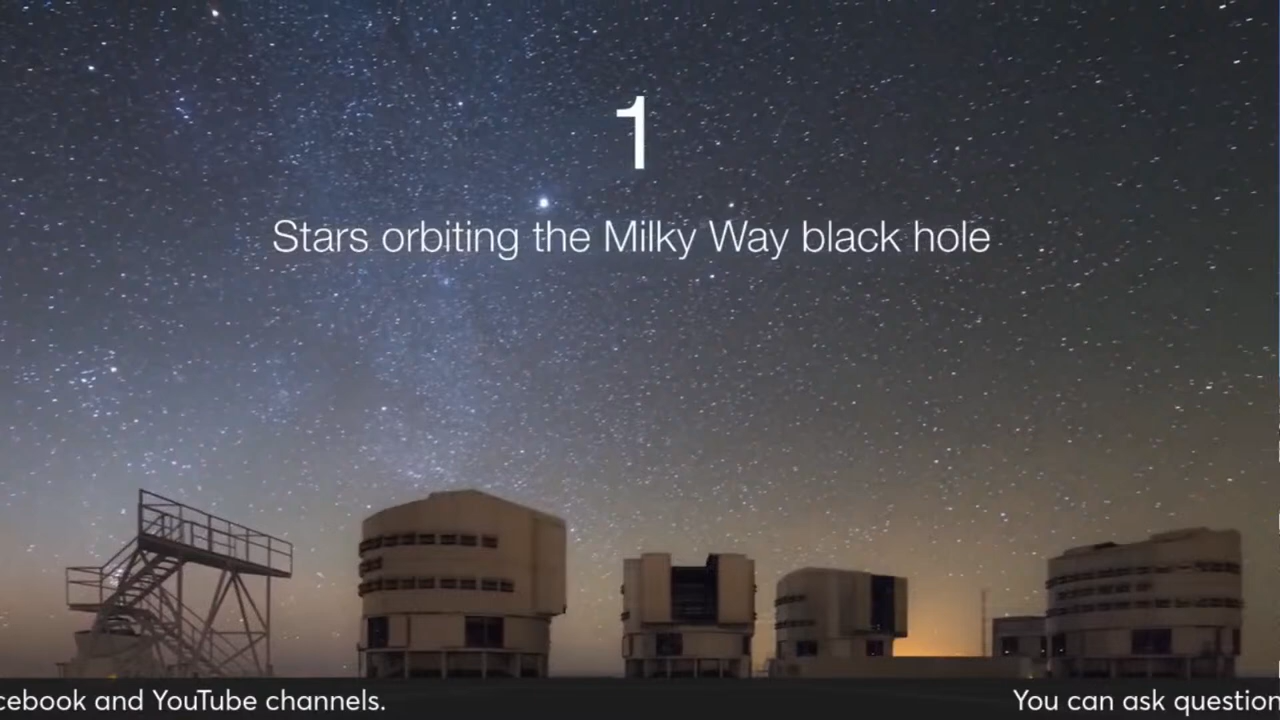 1
Stars orbiting the Milky Way black hole
cebook and YouTube channels.
You can ask question